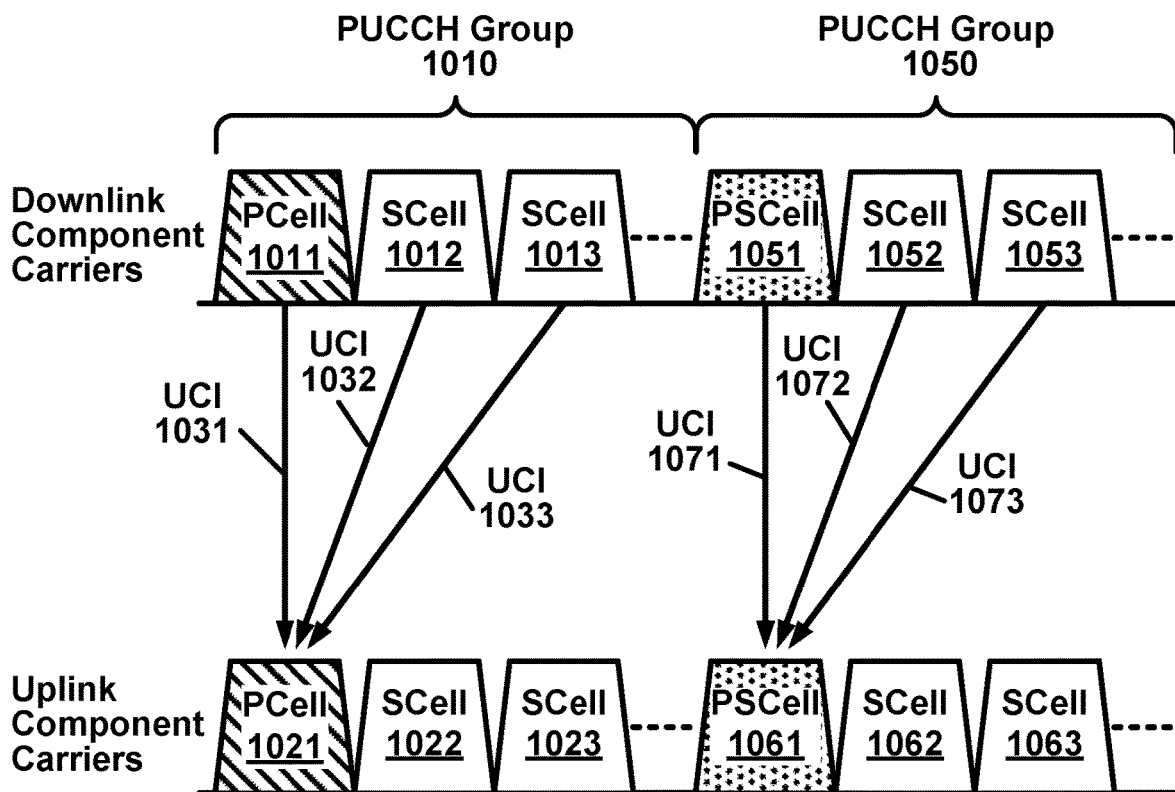 PUCCH Group
1010
PUCCH Group
1050
Downlink
Component
Carriers
PCell
1011
SCell
1012
SCell
1013
PSCell
1051
SCell
1052
SCell
1053
UCI
1031
UCI
1032
UCI
1033
UCI
1071
UCI
1072
UCI
1073
Uplink
Component
Carriers
PCell
1021
SCell
1022
SCell
1023
PSCell
1061
SCell
1062
SCell
1063